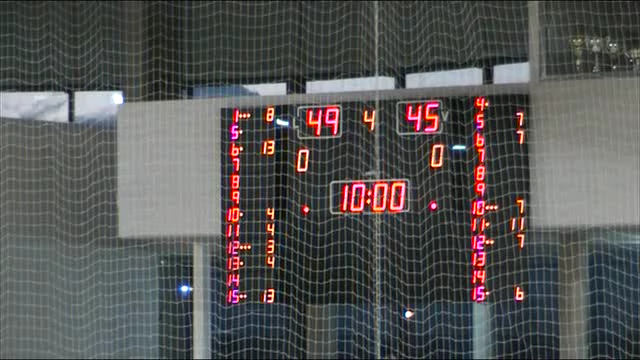 1••• 8 49 4 45 4•
5• V 5 7
6• 13 6• 7
7 0 0 7
8 8
9 10:00 9
10• 4 10••• 7
11 4 11• 11
12••• 3 12•• 7
13• 4 13
14 14
15•• 13 15• 6